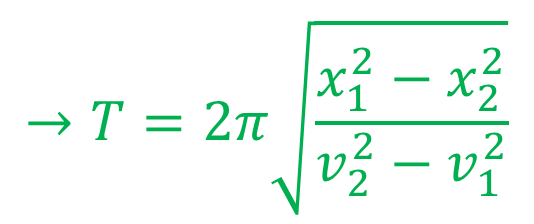 → T = 2π √((x₁² − x₂²)/(v₂² − v₁²))